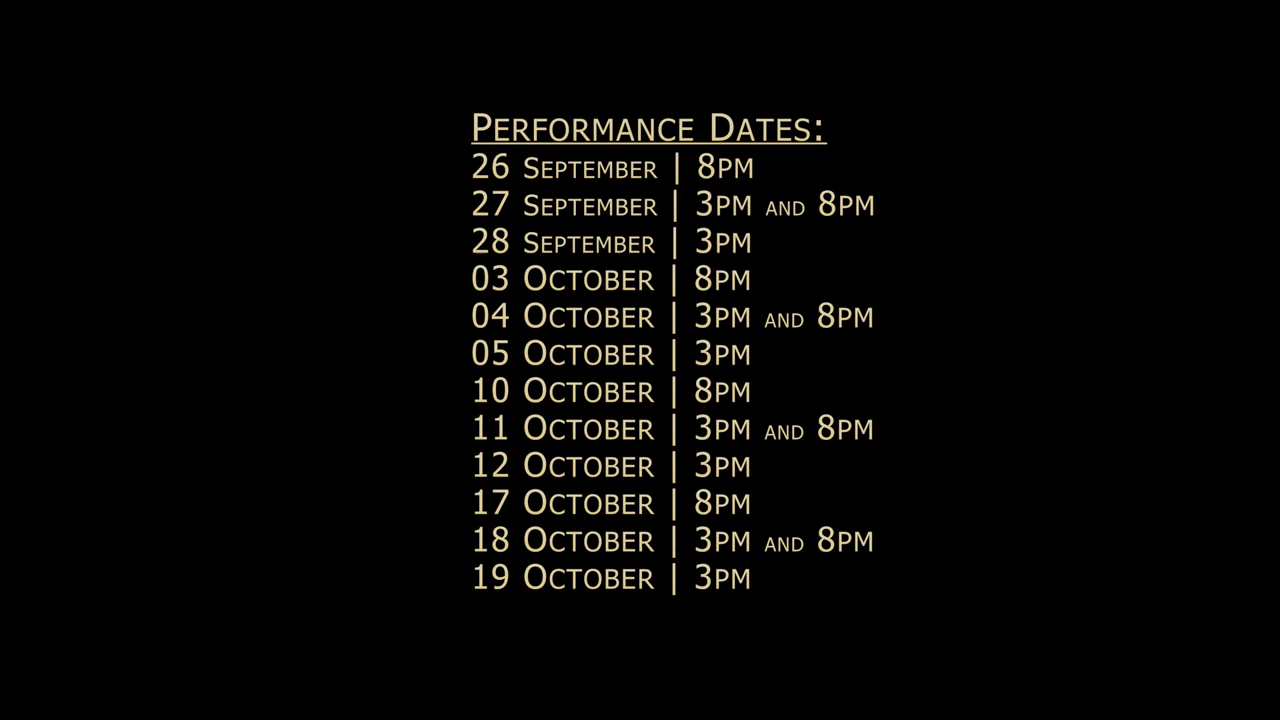 Performance Dates:
26 September | 8pm
27 September | 3pm and 8pm
28 September | 3pm
03 October | 8pm
04 October | 3pm and 8pm
05 October | 3pm
10 October | 8pm
11 October | 3pm and 8pm
12 October | 3pm
17 October | 8pm
18 October | 3pm and 8pm
19 October | 3pm